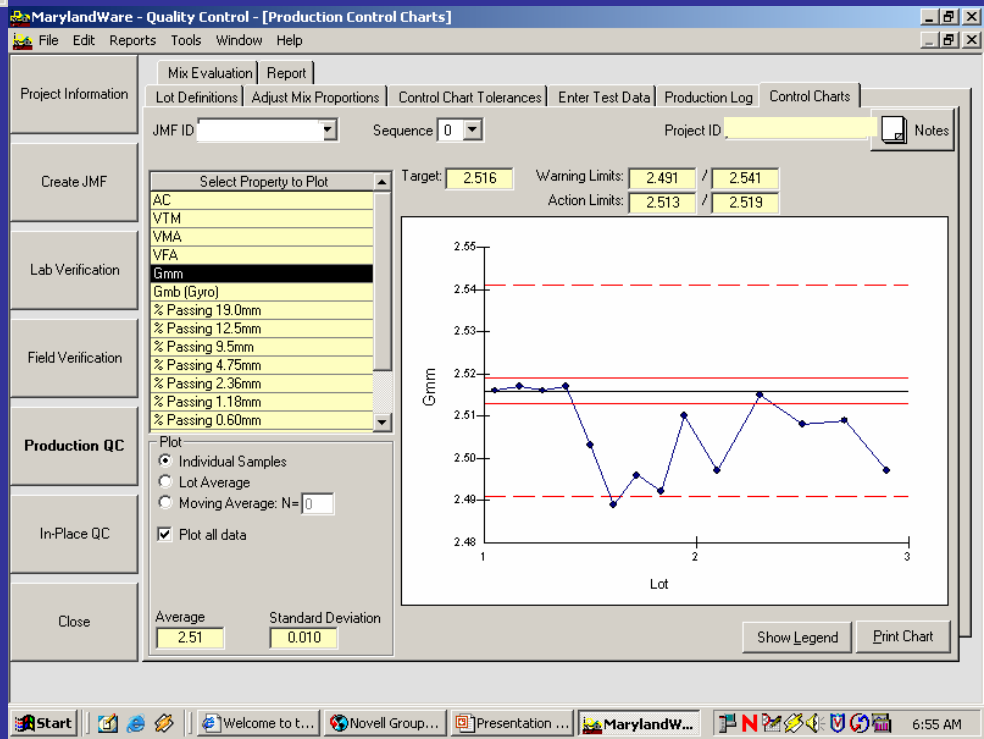 MarylandWare - Quality Control - [Production Control Charts]
File Edit Reports Tools Window Help
Project Information
Create JMF
Lab Verification
Field Verification
Production QC
In-Place QC
Close
Mix Evaluation Report
Lot Definitions Adjust Mix Proportions Control Chart Tolerances Enter Test Data Production Log Control Charts
JMF ID Sequence 0 Project ID Notes
Select Property to Plot
AC
VTM
VMA
VFA
Gmm
Gmb (Gyro)
% Passing 19.0mm
% Passing 12.5mm
% Passing 9.5mm
% Passing 4.75mm
% Passing 2.36mm
% Passing 1.18mm
% Passing 0.60mm
Plot
Individual Samples
Lot Average
Moving Average: N= 0
Plot all data
Average Standard Deviation
2.51 0.010
Target: 2.516 Warning Limits: 2.491 / 2.541
Action Limits: 2.513 / 2.519
2.55
2.54
2.53
2.52
2.51
2.50
2.49
2.48
Gmm
1 2 3
Lot
Show Legend Print Chart
Start Welcome to t... Novell Group... Presentation ... MarylandW... N 6:55 AM